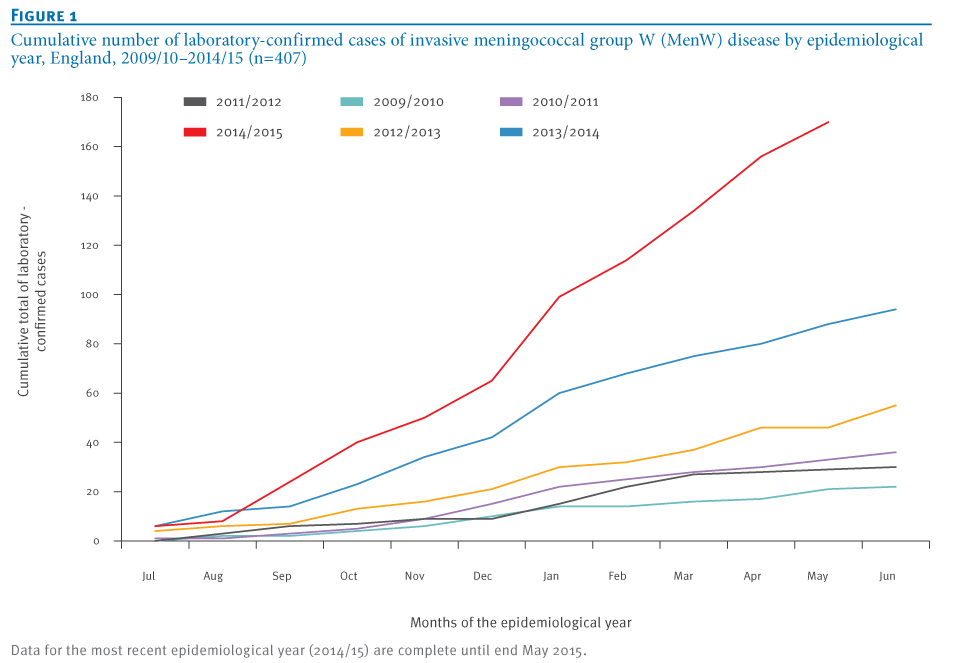 FIGURE 1
Cumulative number of laboratory-confirmed cases of invasive meningococcal group W (MenW) disease by epidemiological
year, England, 2009/10–2014/15 (n=407)
180
160
140
120
100
80
60
40
20
0
2011/2012 2009/2010 2010/2011
2014/2015 2012/2013 2013/2014
Cumulative total of laboratory -
confirmed cases
Jul Aug Sep Oct Nov Dec Jan Feb Mar Apr May Jun
Months of the epidemiological year
Data for the most recent epidemiological year (2014/15) are complete until end May 2015.